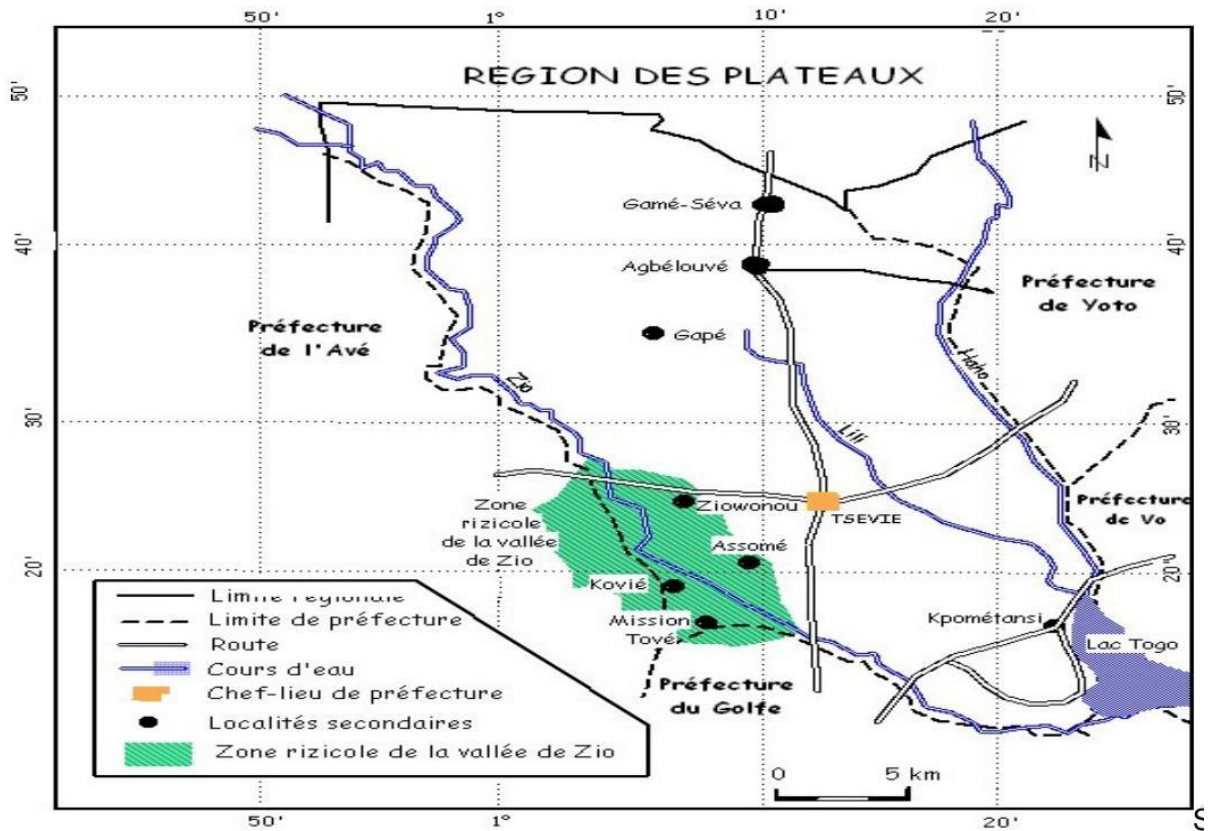 50' 1° 10' 20'
REGION DES PLATEAUX
50' 50'
Gamé-Séva
40' 40'
Agbélouvé
Préfecture
de Yoto
Préfecture
de l'Avé
Gapé
Zio
Haho
Lili
30' 30'
Zone
rizicole
de la vallée
de Zio
Ziowonou
TSEVIE
Préfecture
de Vo
Assomé
20' 20'
Kovié
Mission
Tové
Kpométansi
Lac Togo
Préfecture
du Golfe
Limite régionale
Limite de préfecture
Route
Cours d'eau
Chef-lieu de préfecture
Localités secondaires
Zone rizicole de la vallée de Zio
N
0 5 km
50' 1° 20'
S